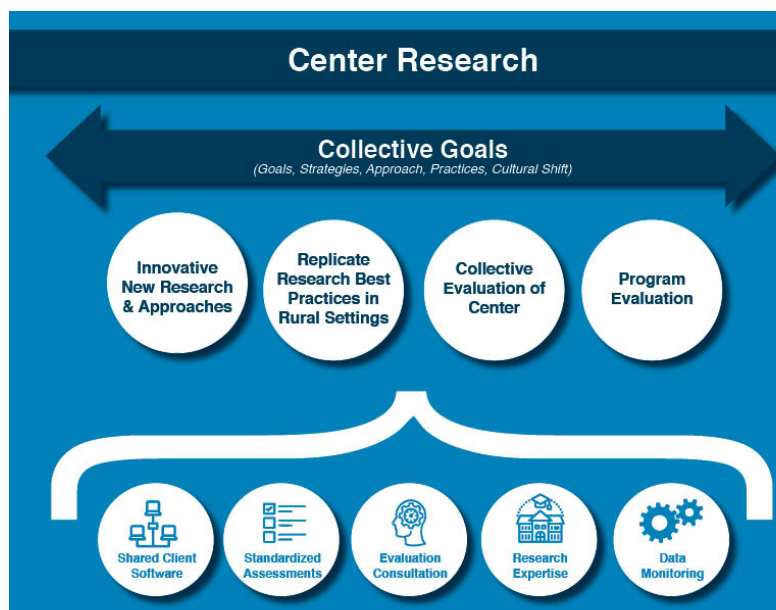 Center Research
Collective Goals
(Goals, Strategies, Approach, Practices, Cultural Shift)
Innovative
New Research
& Approaches
Replicate
Research Best
Practices in
Rural Settings
Collective
Evaluation of
Center
Program
Evaluation
Shared Client
Software
Standardized
Assessments
Evaluation
Consultation
Research
Expertise
Data
Monitoring